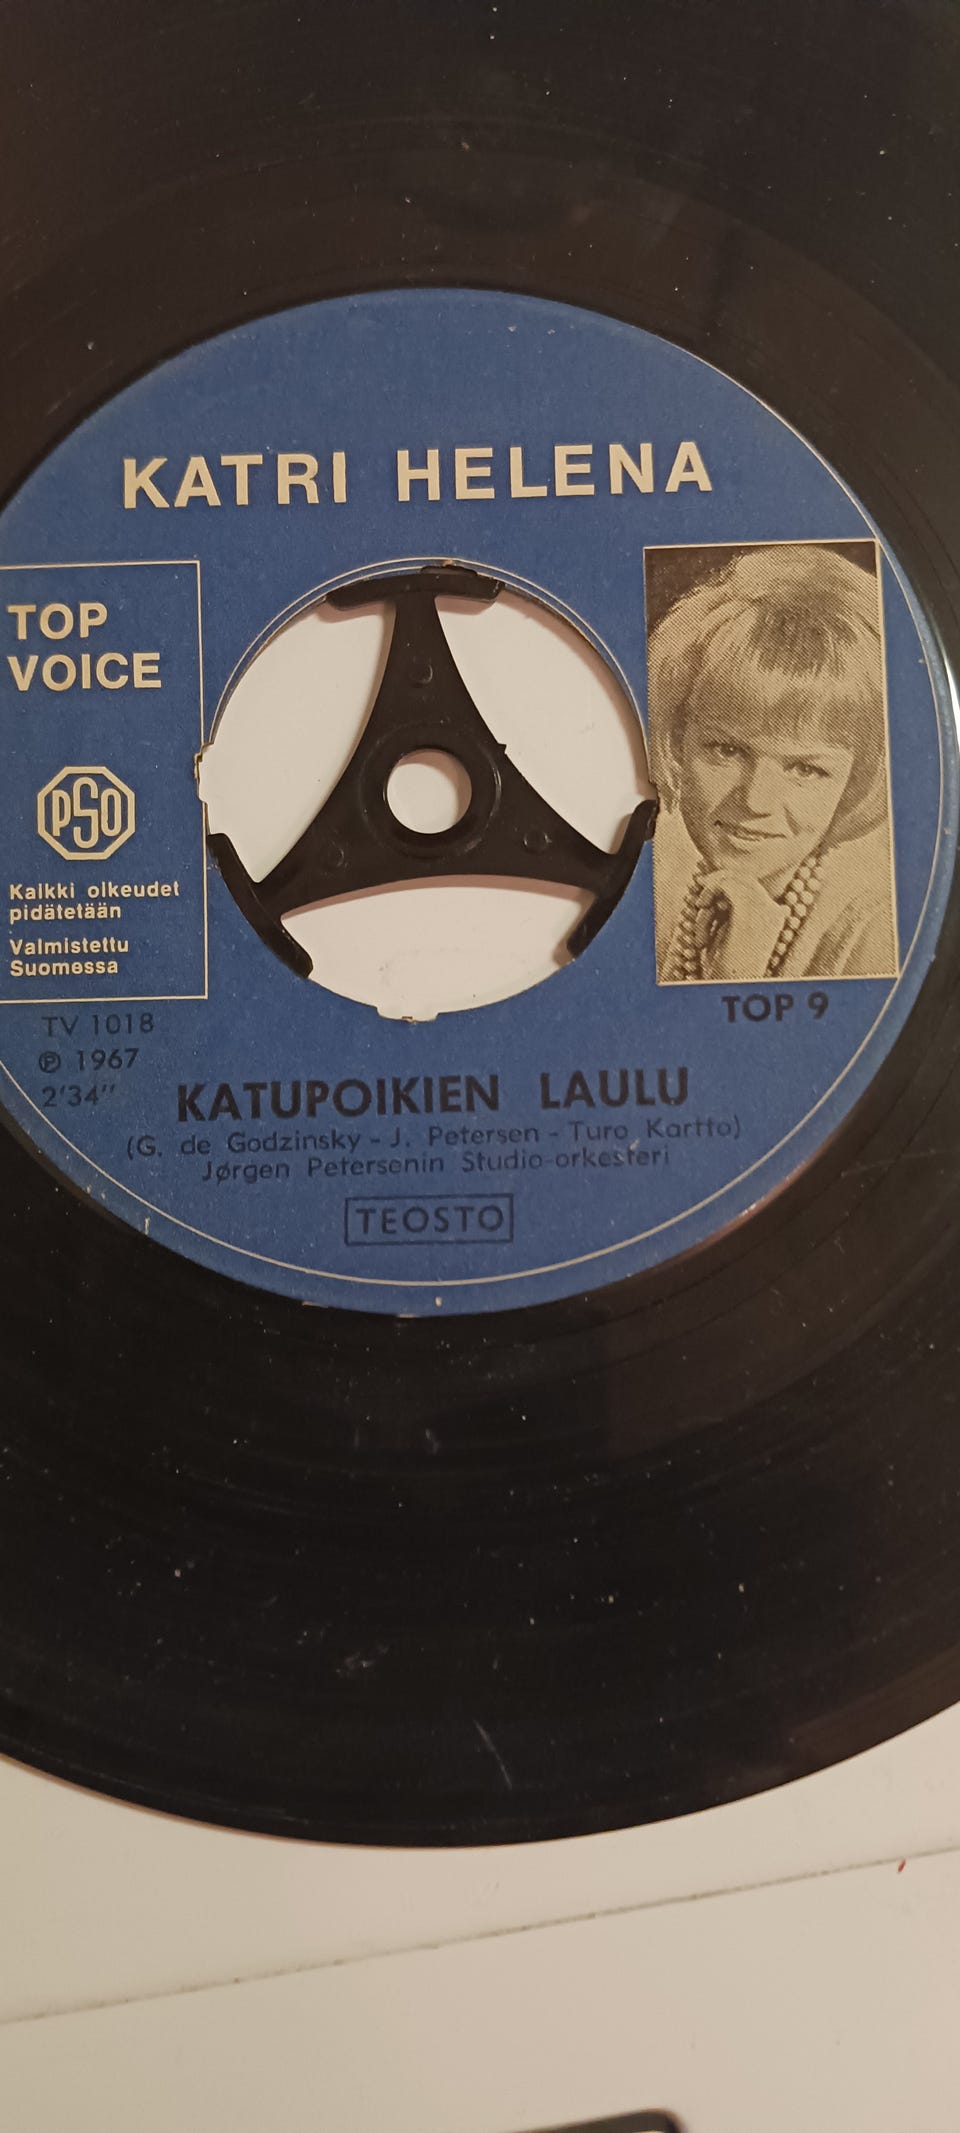 KATRI HELENA
TOP
VOICE
PSO
Kaikki oikeudet
pidätetään
Valmistettu
Suomessa
TOP 9
TV 1018
℗ 1967
2'34"
KATUPOIKIEN LAULU
(G. de Godzinsky - J. Petersen - Turo Kartto)
Jørgen Petersenin Studio-orkesteri
TEOSTO